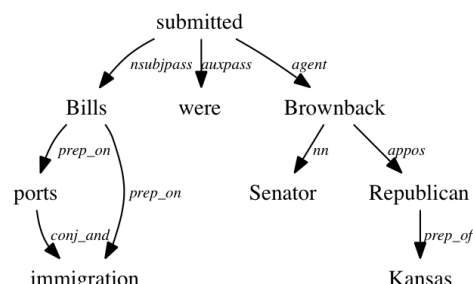 submitted
nsubjpass auxpass agent
Bills were Brownback
prep_on nn appos
ports prep_on Senator Republican
conj_and prep_of
immigration Kansas